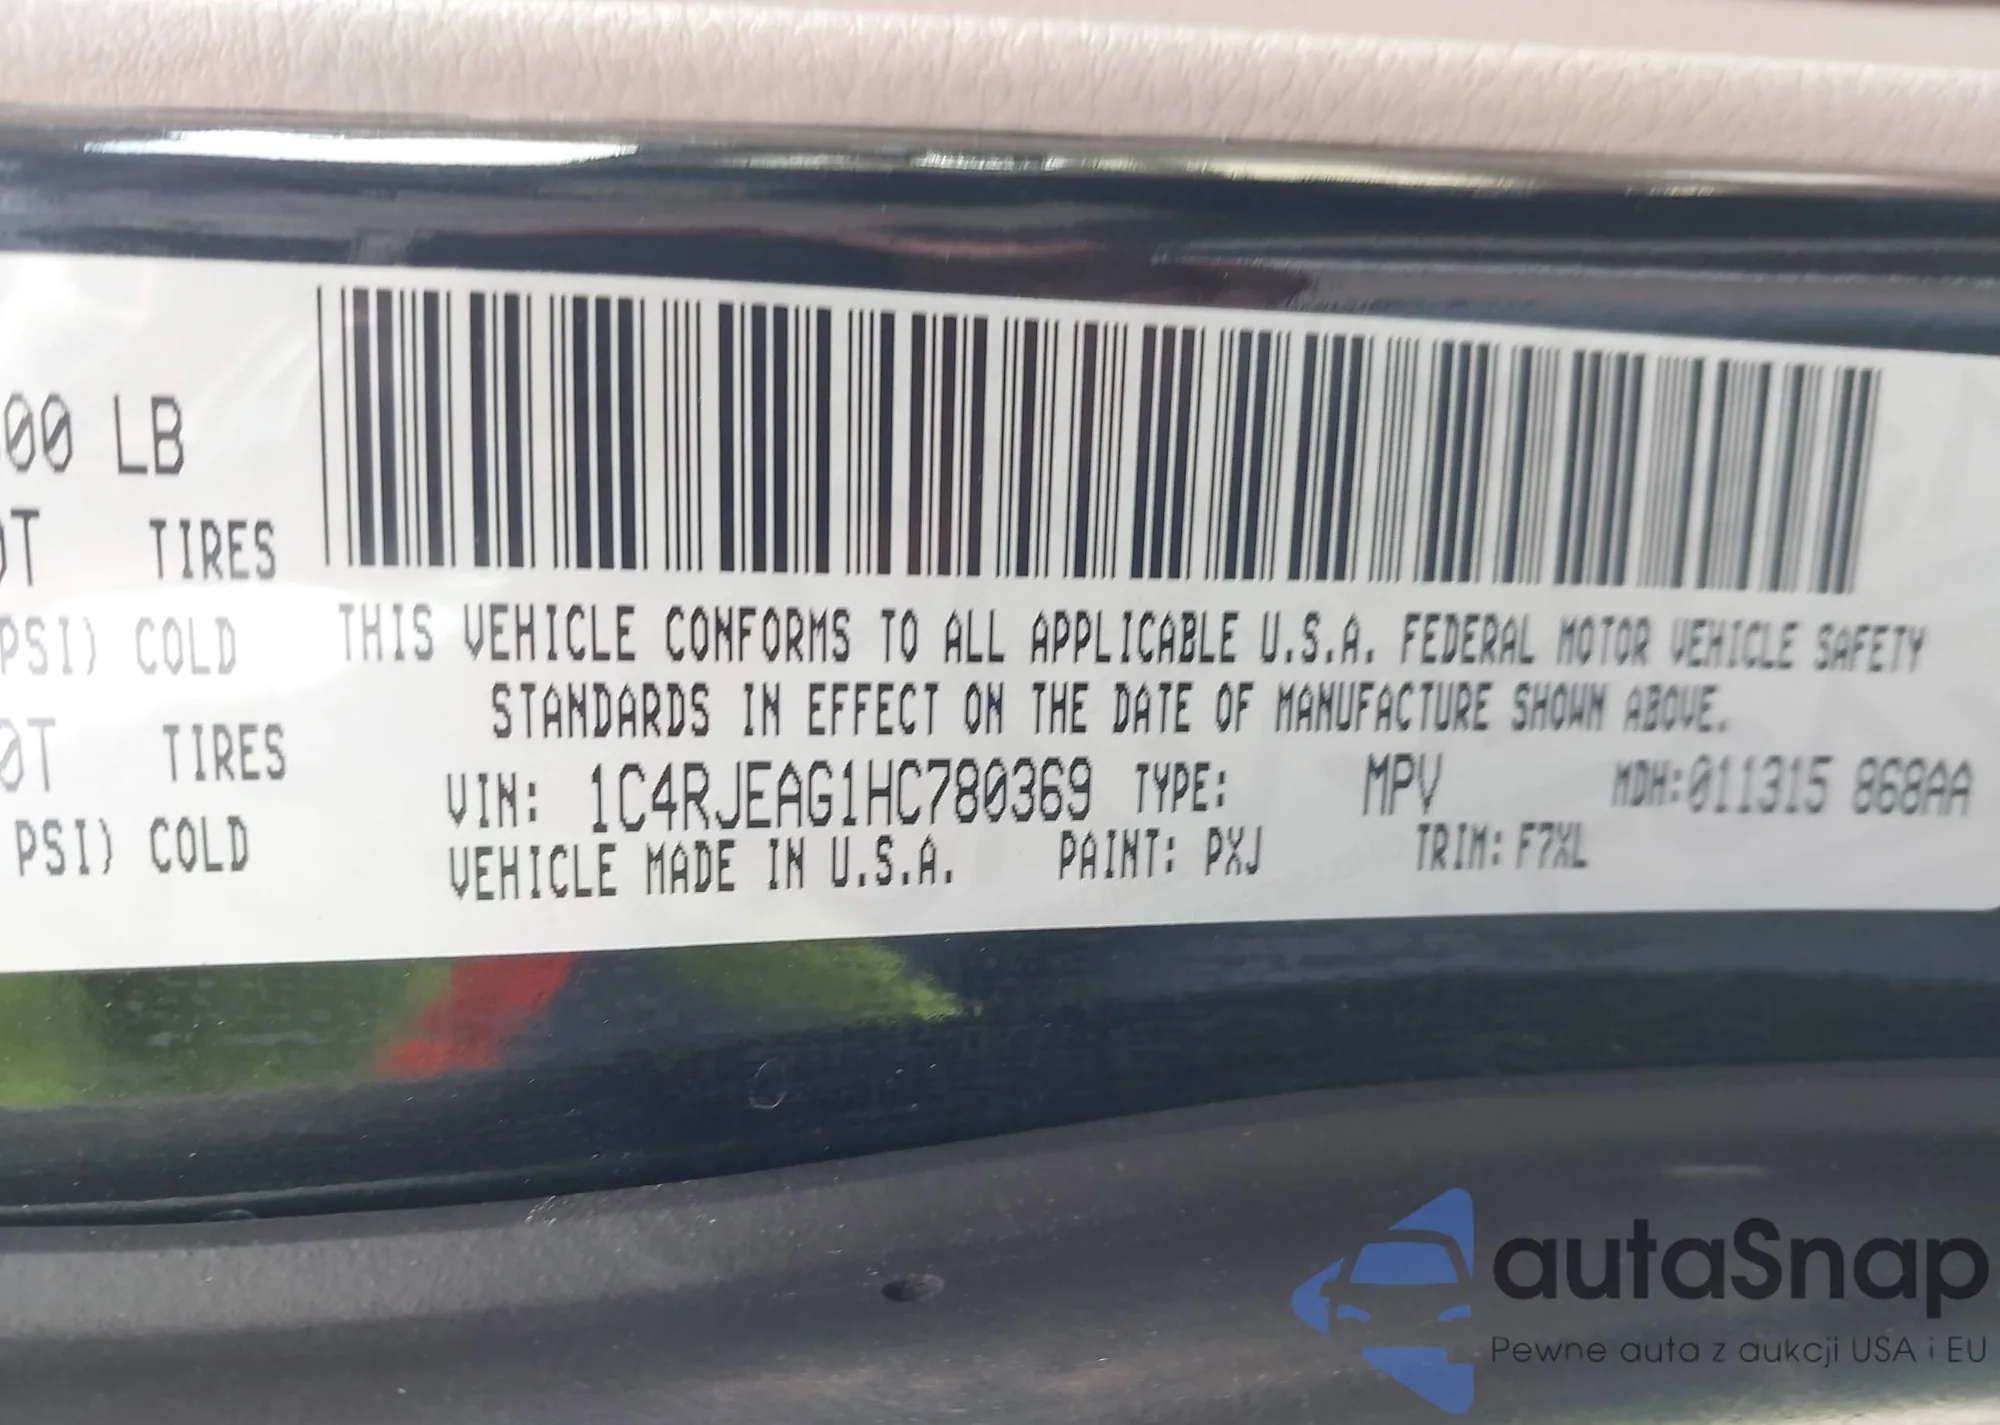 00 LB
0T TIRES
PSI) COLD
0T TIRES
PSI) COLD
THIS VEHICLE CONFORMS TO ALL APPLICABLE U.S.A. FEDERAL MOTOR VEHICLE SAFETY
STANDARDS IN EFFECT ON THE DATE OF MANUFACTURE SHOWN ABOVE.
VIN: 1C4RJEAG1HC780369 TYPE: MPV MDH:011315 868AA
VEHICLE MADE IN U.S.A. PAINT: PXJ TRIM: F7XL
autaSnap
Pewne auta z aukcji USA i EU